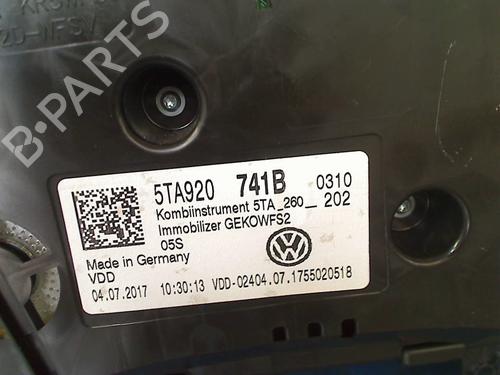 B-PARTS
5TA920 741B 0310
Kombiinstrument 5TA_260__ 202
Immobilizer GEKOWFS2
05S
Made in Germany
VDD
04.07.2017 10:30:13 VDD-02404.07.1755020518